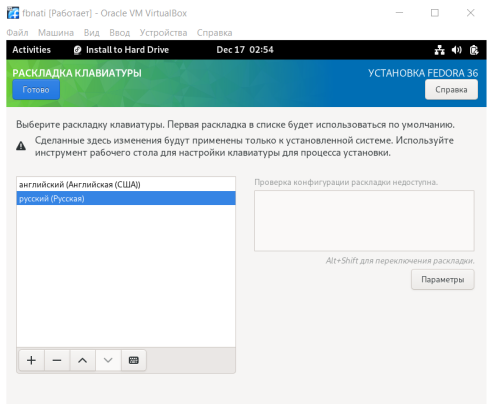 fbnati [Работает] - Oracle VM VirtualBox
Файл Машина Вид Ввод Устройства Справка
Activities Install to Hard Drive Dec 17 02:54
РАСКЛАДКА КЛАВИАТУРЫ УСТАНОВКА FEDORA 36
Готово Справка
Выберите раскладку клавиатуры. Первая раскладка в списке будет использоваться по умолчанию.
Сделанные здесь изменения будут применены только к установленной системе. Используйте
инструмент рабочего стола для настройки клавиатуры для процесса установки.
английский (Английская (США)) Проверка конфигурации раскладки недоступна.
русский (Русская)
Alt+Shift для переключения раскладки.
Параметры